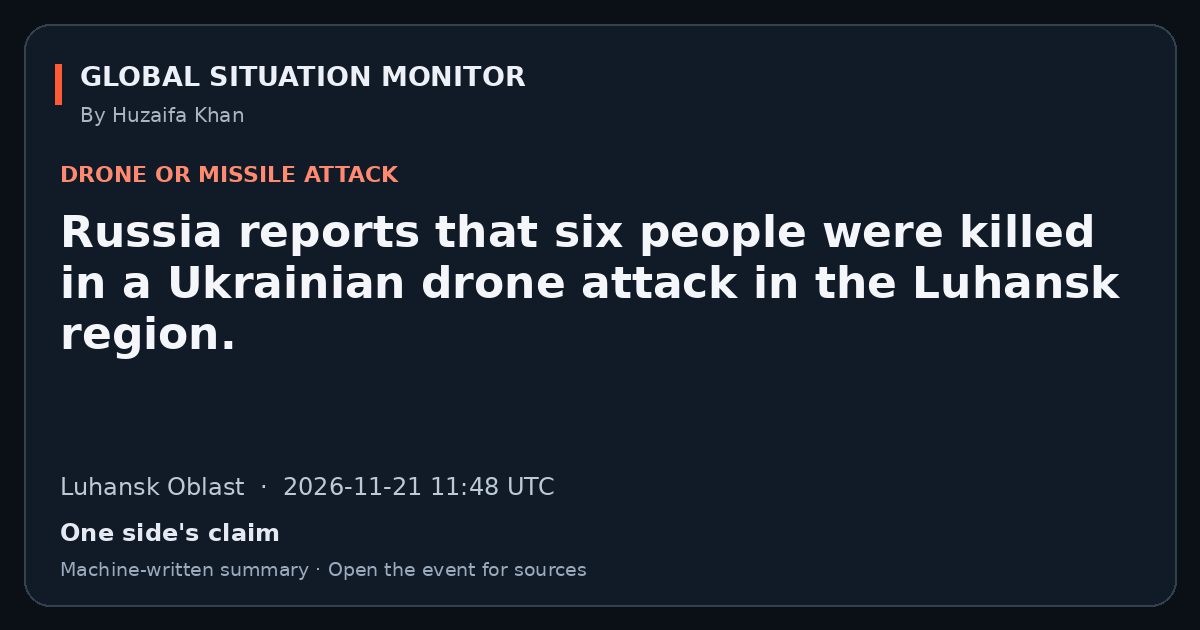 GLOBAL SITUATION MONITOR
By Huzaifa Khan
DRONE OR MISSILE ATTACK
Russia reports that six people were killed
in a Ukrainian drone attack in the Luhansk
region.
Luhansk Oblast · 2026-11-21 11:48 UTC
One side's claim
Machine-written summary · Open the event for sources